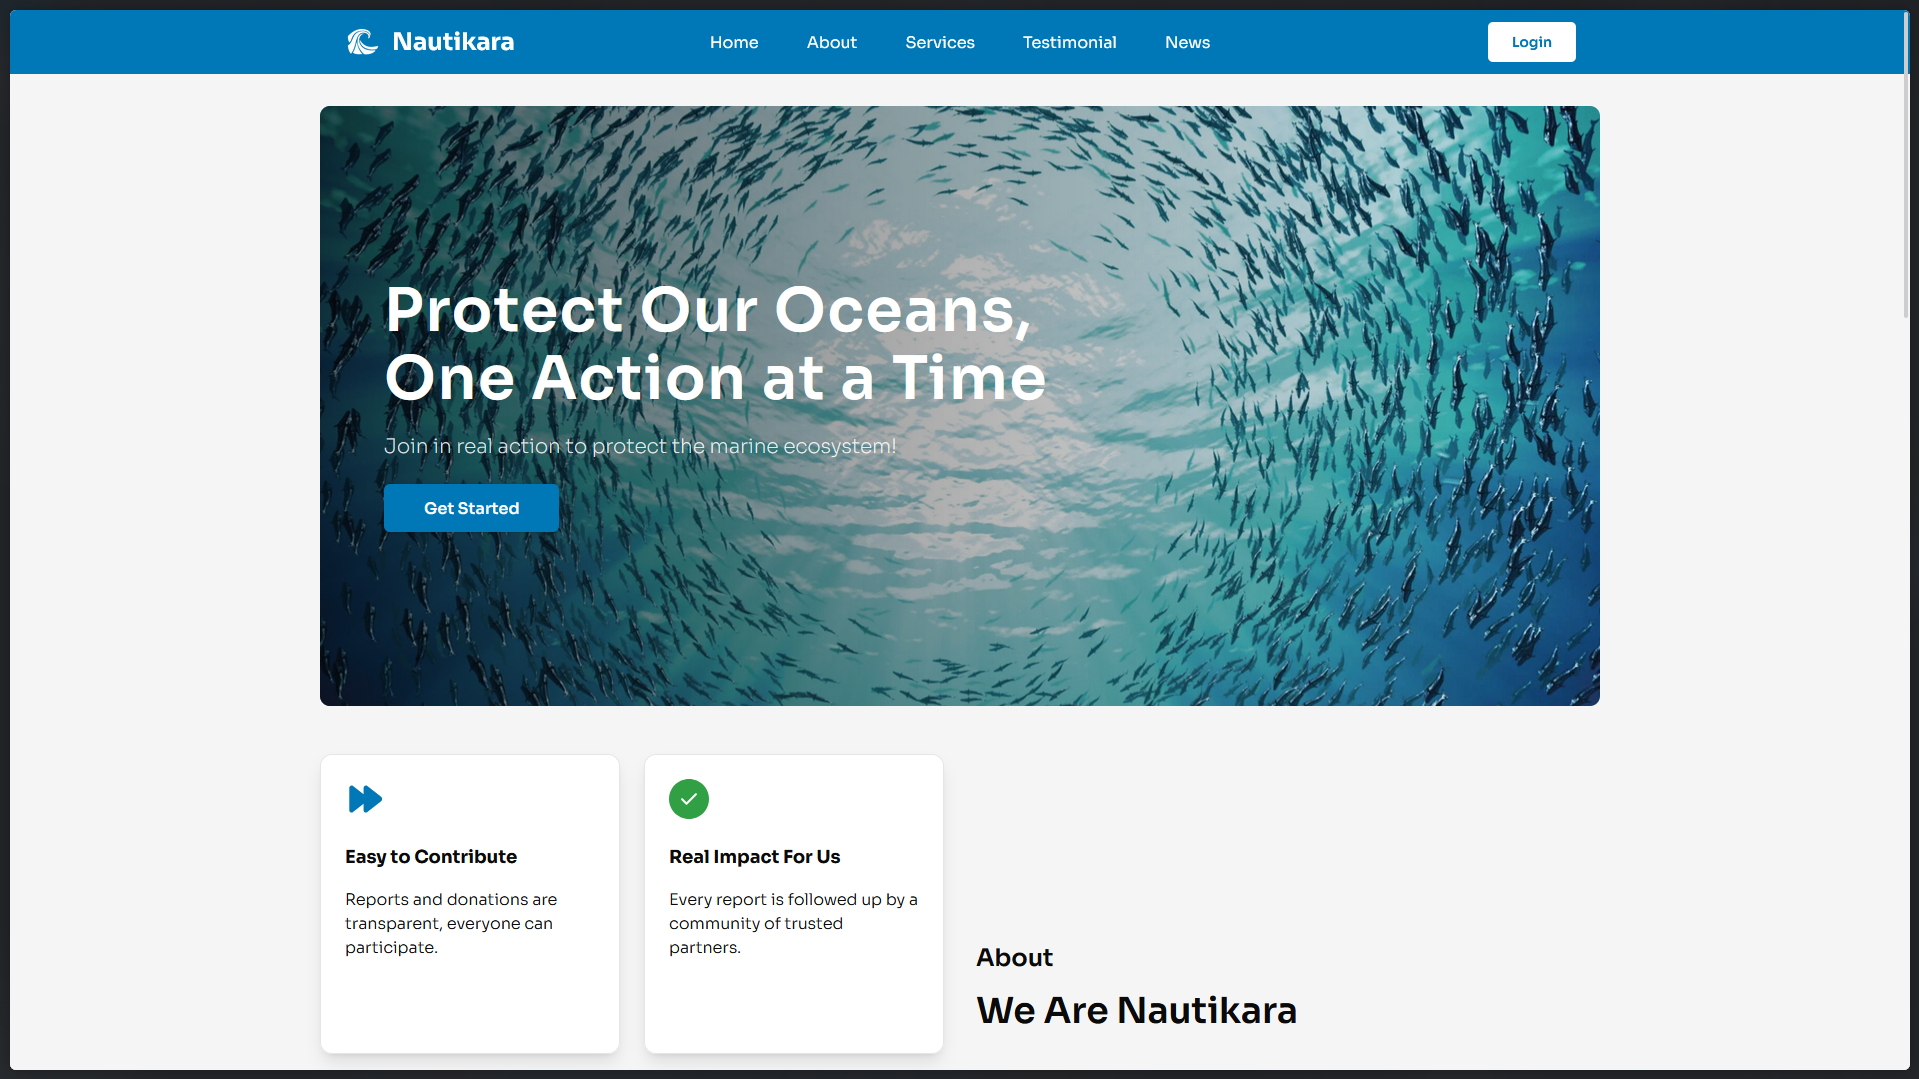 Nautikara
Home
About
Services
Testimonial
News
Login
Protect Our Oceans,
One Action at a Time
Join in real action to protect the marine ecosystem!
Get Started
Easy to Contribute
Reports and donations are
transparent, everyone can
participate.
Real Impact For Us
Every report is followed up by a
community of trusted
partners.
About
We Are Nautikara